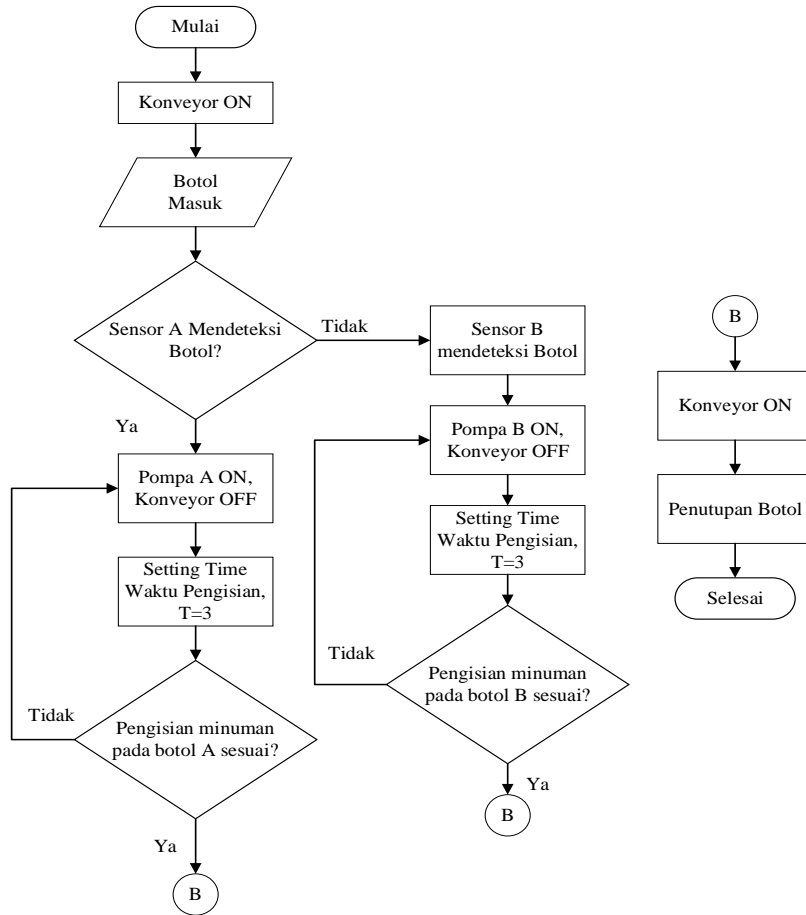 Mulai
Konveyor ON
Botol
Masuk
Sensor A Mendeteksi
Botol?
Tidak
Ya
Pompa A ON,
Konveyor OFF
Setting Time
Waktu Pengisian,
T=3
Tidak
Pengisian minuman
pada botol A sesuai?
Ya
B
Sensor B
mendeteksi Botol
Pompa B ON,
Konveyor OFF
Setting Time
Waktu Pengisian,
T=3
Tidak
Pengisian minuman
pada botol B sesuai?
Ya
B
B
Konveyor ON
Penutupan Botol
Selesai